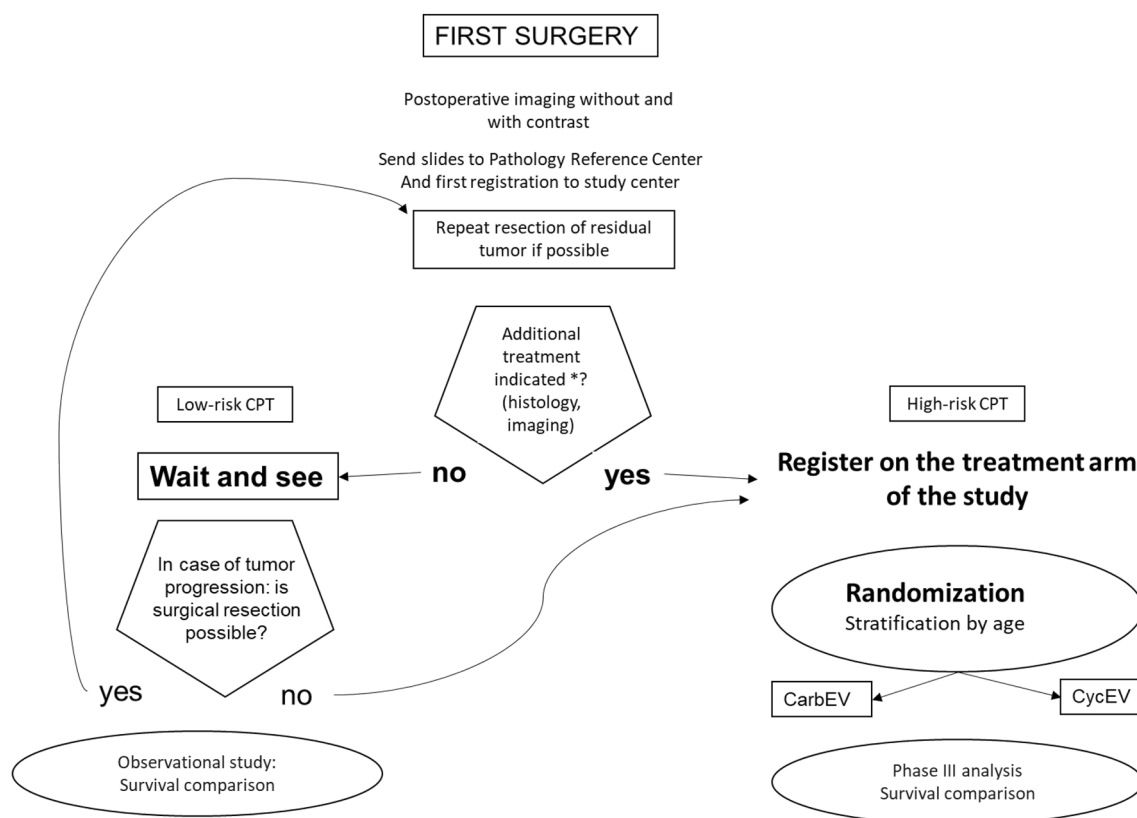 FIRST SURGERY
Postoperative imaging without and
with contrast
Send slides to Pathology Reference Center
And first registration to study center
Repeat resection of residual
tumor if possible
Additional
treatment
indicated *?
(histology,
imaging)
Low-risk CPT
High-risk CPT
Wait and see
no
yes
Register on the treatment arm
of the study
In case of tumor
progression: is
surgical resection
possible?
yes
no
Randomization
Stratification by age
CarbEV
CycEV
Observational study:
Survival comparison
Phase III analysis
Survival comparison